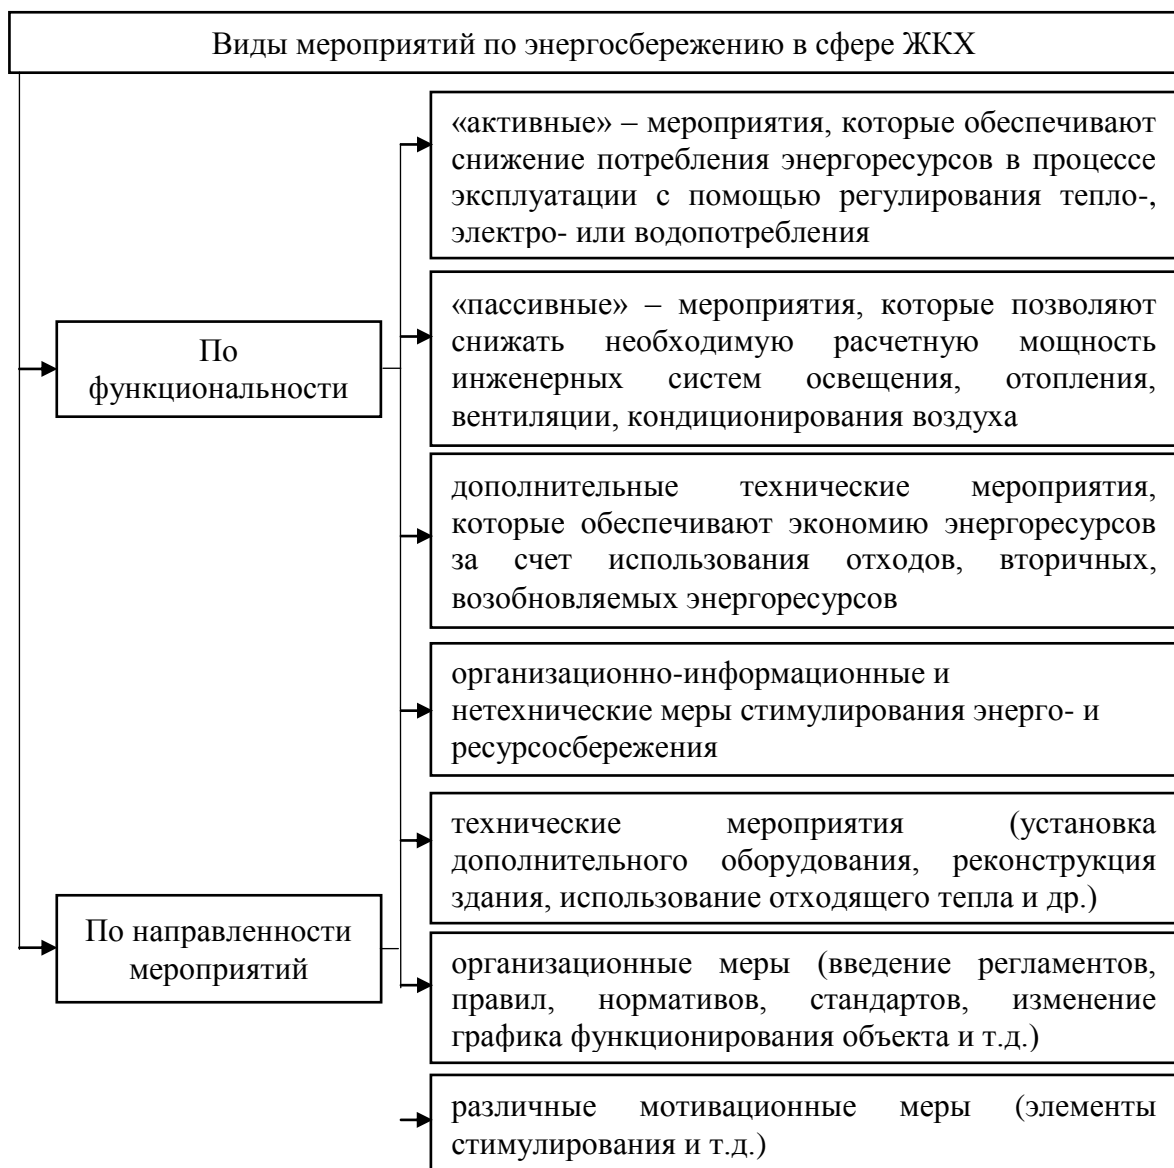 Виды мероприятий по энергосбережению в сфере ЖКХ
По
функциональности
«активные» – мероприятия, которые обеспечивают
снижение потребления энергоресурсов в процессе
эксплуатации с помощью регулирования тепло-,
электро- или водопотребления
«пассивные» – мероприятия, которые позволяют
снижать необходимую расчетную мощность
инженерных систем освещения, отопления,
вентиляции, кондиционирования воздуха
дополнительные технические мероприятия,
которые обеспечивают экономию энергоресурсов
за счет использования отходов, вторичных,
возобновляемых энергоресурсов
организационно-информационные и
нетехнические меры стимулирования энерго- и
ресурсосбережения
По направленности
мероприятий
технические мероприятия (установка
дополнительного оборудования, реконструкция
здания, использование отходящего тепла и др.)
организационные меры (введение регламентов,
правил, нормативов, стандартов, изменение
графика функционирования объекта и т.д.)
различные мотивационные меры (элементы
стимулирования и т.д.)